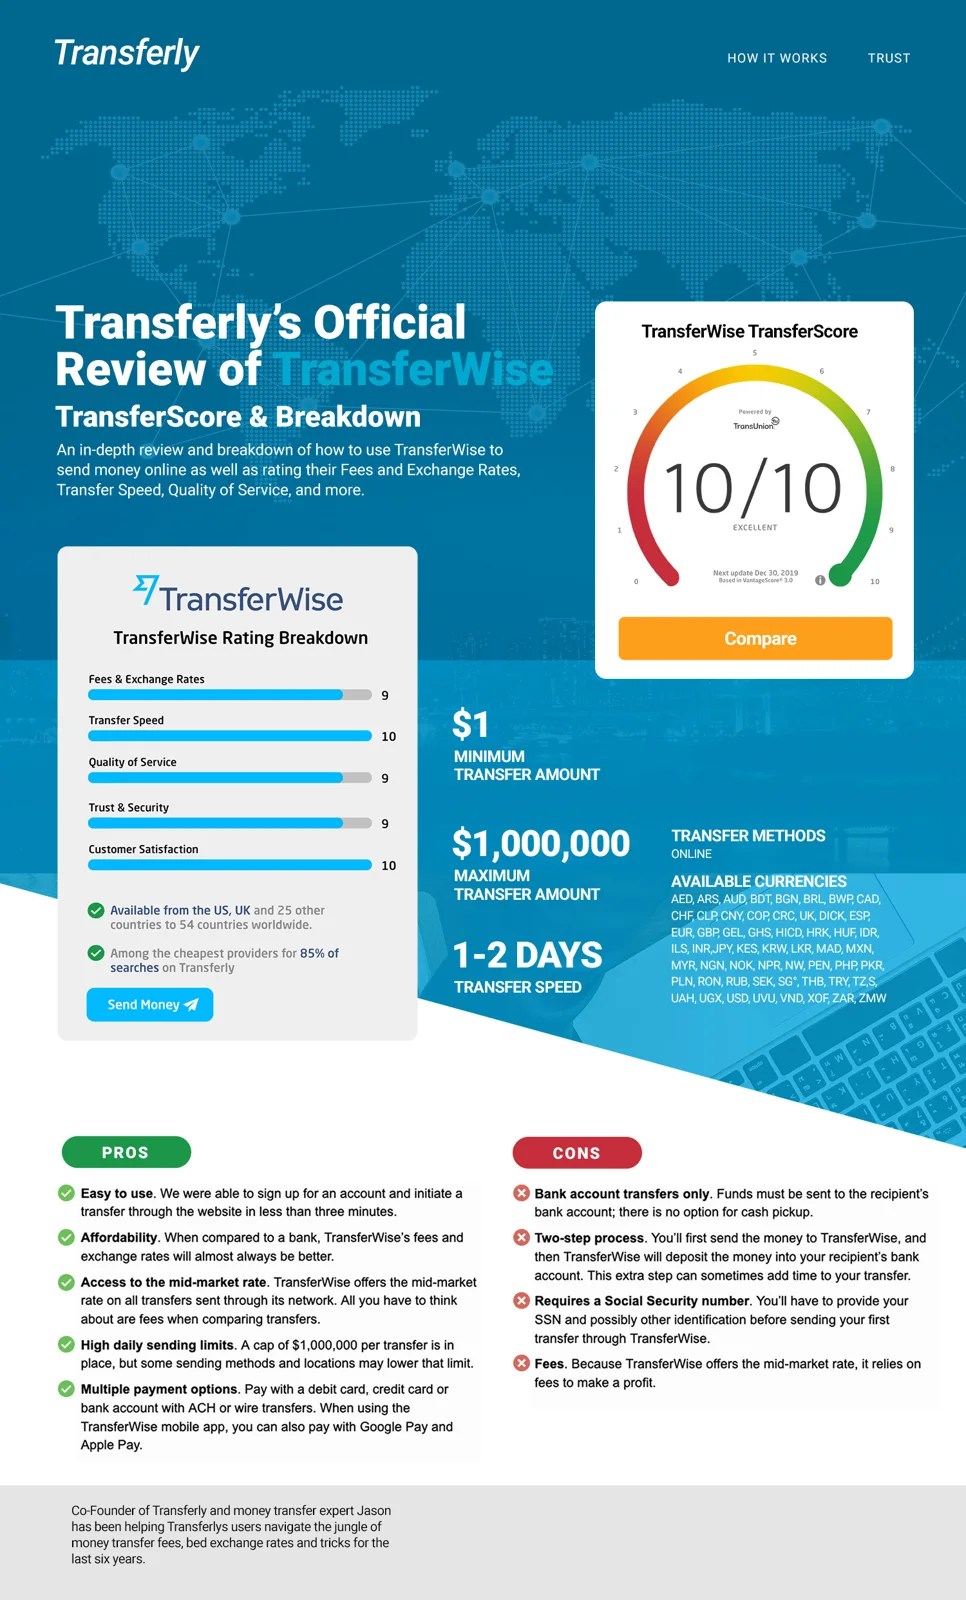 Transferly
HOW IT WORKS
TRUST
Transferly's Official
Review of TransferWise
TransferScore & Breakdown
An in-depth review and breakdown of how to use TransferWise to
send money online as well as rating their Fees and Exchange Rates,
Transfer Speed, Quality of Service, and more.
TransferWise TransferScore
0
1
2
3
4
5
6
7
8
9
10
Powered by
TransUnion
tu
10/10
EXCELLENT
Next update Dec 30, 2019
Based in VantageScore® 3.0
i
Compare
TransferWise
TransferWise Rating Breakdown
Fees & Exchange Rates
9
Transfer Speed
10
Quality of Service
9
Trust & Security
9
Customer Satisfaction
10
Available from the US, UK and 25 other
countries to 54 countries worldwide.
Among the cheapest providers for 85% of
searches on Transferly
Send Money
$1
MINIMUM
TRANSFER AMOUNT
$1,000,000
MAXIMUM
TRANSFER AMOUNT
1-2 DAYS
TRANSFER SPEED
TRANSFER METHODS
ONLINE
AVAILABLE CURRENCIES
AED, ARS, AUD, BDT, BGN, BRL, BWP, CAD,
CHF, CLP, CNY, COP, CRC, UK, DICK, ESP,
EUR, GBP, GEL, GHS, HICD, HRK, HUF, IDR,
ILS, INR,JPY, KES, KRW, LKR, MAD, MXN,
MYR, NGN, NOK, NPR, NW, PEN, PHP, PKR,
PLN, RON, RUB, SEK, SG°, THB, TRY, TZ,S,
UAH, UGX, USD, UVU, VND, XOF, ZAR, ZMW
PROS
Easy to use. We were able to sign up for an account and initiate a
transfer through the website in less than three minutes.
Affordability. When compared to a bank, TransferWise's fees and
exchange rates will almost always be better.
Access to the mid-market rate. TransferWise offers the mid-market
rate on all transfers sent through its network. All you have to think
about are fees when comparing transfers.
High daily sending limits. A cap of $1,000,000 per transfer is in
place, but some sending methods and locations may lower that limit.
Multiple payment options. Pay with a debit card, credit card or
bank account with ACH or wire transfers. When using the
TransferWise mobile app, you can also pay with Google Pay and
Apple Pay.
CONS
Bank account transfers only. Funds must be sent to the recipient's
bank account; there is no option for cash pickup.
Two-step process. You'll first send the money to TransferWise, and
then TransferWise will deposit the money into your recipient's bank
account. This extra step can sometimes add time to your transfer.
Requires a Social Security number. You'll have to provide your
SSN and possibly other identification before sending your first
transfer through TransferWise.
Fees. Because TransferWise offers the mid-market rate, it relies on
fees to make a profit.
Co-Founder of Transferly and money transfer expert Jason
has been helping Transferlys users navigate the jungle of
money transfer fees, bed exchange rates and tricks for the
last six years.